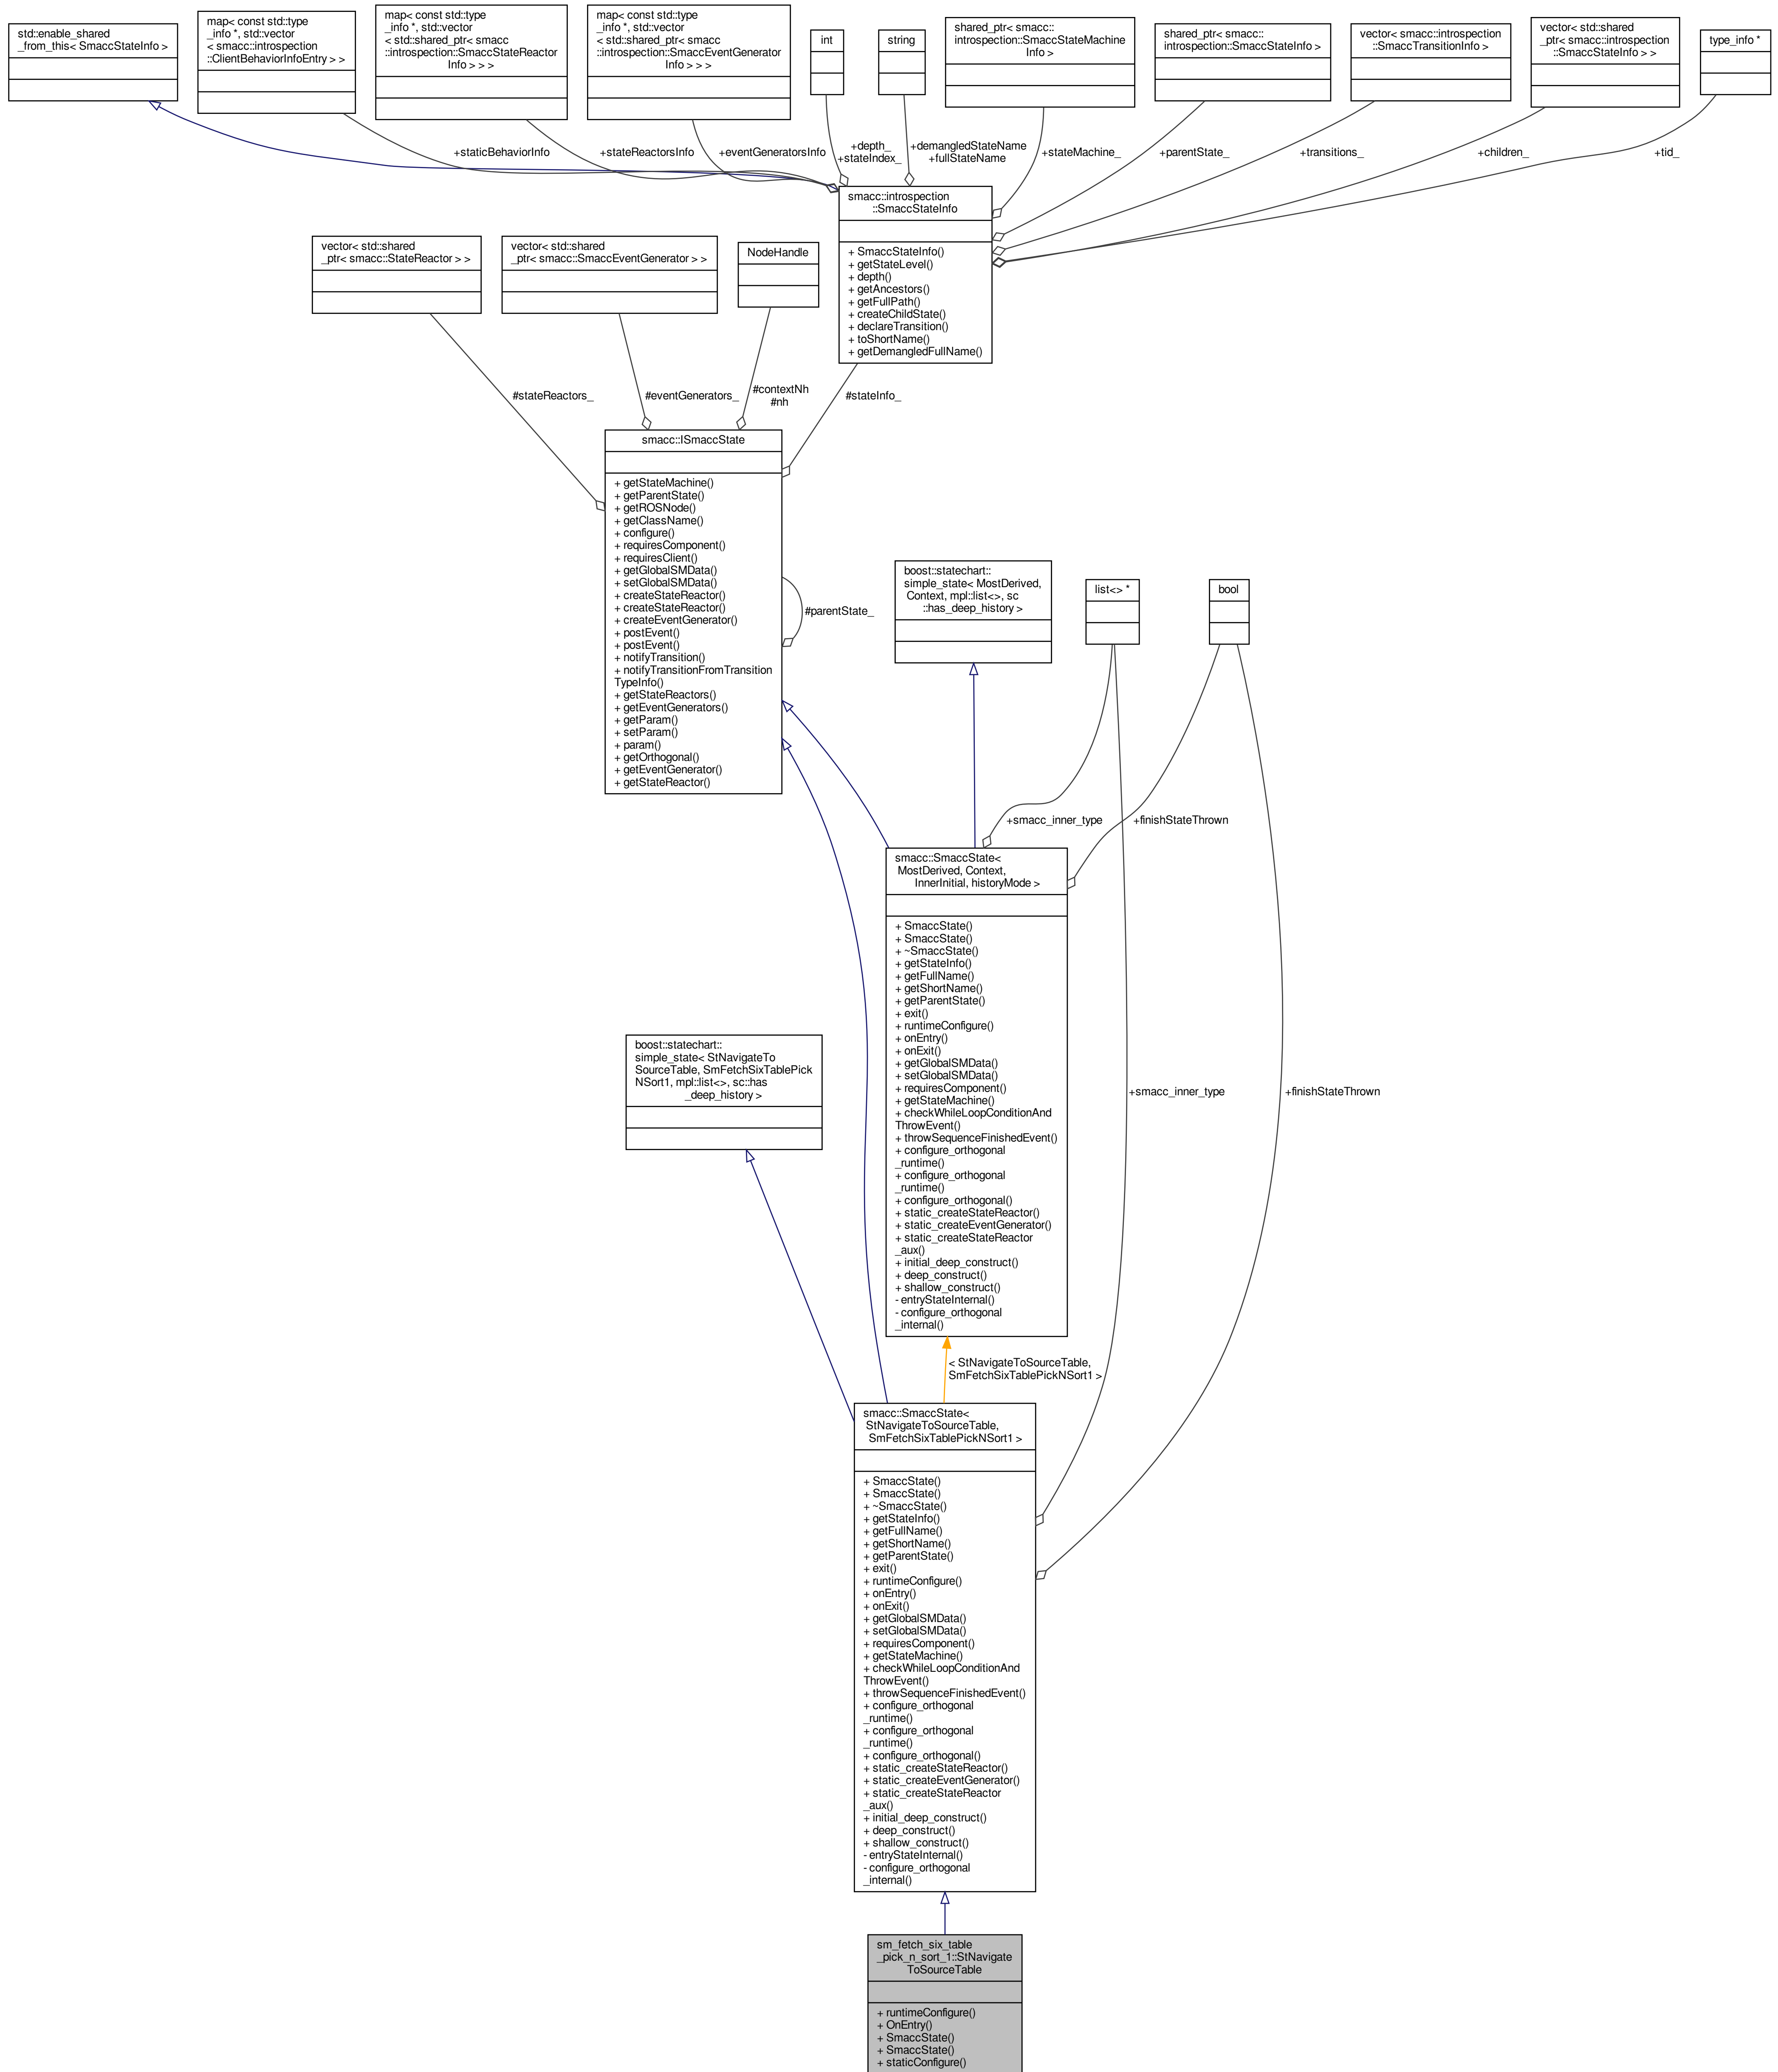 std::enable_shared
_from_this< SmaccStateInfo >
map< const std::type
_info *, std::vector
< smacc::introspection
::ClientBehaviorInfoEntry > >
map< const std::type
_info *, std::vector
< std::shared_ptr< smacc
::introspection::SmaccStateReactor
Info > > >
map< const std::type
_info *, std::vector
< std::shared_ptr< smacc
::introspection::SmaccEventGenerator
Info > > >
int
string
shared_ptr< smacc::
introspection::SmaccStateMachine
Info >
shared_ptr< smacc::
introspection::SmaccStateInfo >
vector< smacc::introspection
::SmaccTransitionInfo >
vector< std::shared
_ptr< smacc::introspection
::SmaccStateInfo > >
type_info *
+staticBehaviorInfo
+stateReactorsInfo
+eventGeneratorsInfo
+depth_
+stateIndex_
+demangledStateName
+fullStateName
+stateMachine_
+parentState_
+transitions_
+children_
+tid_
smacc::introspection
::SmaccStateInfo
+ SmaccStateInfo()
+ getStateLevel()
+ depth()
+ getAncestors()
+ getFullPath()
+ createChildState()
+ declareTransition()
+ toShortName()
+ getDemangledFullName()
vector< std::shared
_ptr< smacc::StateReactor > >
vector< std::shared
_ptr< smacc::SmaccEventGenerator > >
NodeHandle
#stateReactors_
#eventGenerators_
#contextNh
#nh
#stateInfo_
smacc::ISmaccState
+ getStateMachine()
+ getParentState()
+ getROSNode()
+ getClassName()
+ configure()
+ requiresComponent()
+ requiresClient()
+ getGlobalSMData()
+ setGlobalSMData()
+ createStateReactor()
+ createStateReactor()
+ createEventGenerator()
+ postEvent()
+ postEvent()
+ notifyTransition()
+ notifyTransitionFromTransition
TypeInfo()
+ getStateReactors()
+ getEventGenerators()
+ getParam()
+ setParam()
+ param()
+ getOrthogonal()
+ getEventGenerator()
+ getStateReactor()
#parentState_
boost::statechart::
simple_state< MostDerived,
Context, mpl::list<>, sc
::has_deep_history >
list<> *
bool
+smacc_inner_type
+finishStateThrown
smacc::SmaccState<
MostDerived, Context,
InnerInitial, historyMode >
+ SmaccState()
+ SmaccState()
+ ~SmaccState()
+ getStateInfo()
+ getFullName()
+ getShortName()
+ getParentState()
+ exit()
+ runtimeConfigure()
+ onEntry()
+ onExit()
+ getGlobalSMData()
+ setGlobalSMData()
+ requiresComponent()
+ getStateMachine()
+ checkWhileLoopConditionAnd
ThrowEvent()
+ throwSequenceFinishedEvent()
+ configure_orthogonal
_runtime()
+ configure_orthogonal
_runtime()
+ configure_orthogonal()
+ static_createStateReactor()
+ static_createEventGenerator()
+ static_createStateReactor
_aux()
+ initial_deep_construct()
+ deep_construct()
+ shallow_construct()
- entryStateInternal()
- configure_orthogonal
_internal()
boost::statechart::
simple_state< StNavigateTo
SourceTable, SmFetchSixTablePick
NSort1, mpl::list<>, sc::has
_deep_history >
+smacc_inner_type
+finishStateThrown
< StNavigateToSourceTable,
SmFetchSixTablePickNSort1 >
smacc::SmaccState<
StNavigateToSourceTable,
SmFetchSixTablePickNSort1 >
+ SmaccState()
+ SmaccState()
+ ~SmaccState()
+ getStateInfo()
+ getFullName()
+ getShortName()
+ getParentState()
+ exit()
+ runtimeConfigure()
+ onEntry()
+ onExit()
+ getGlobalSMData()
+ setGlobalSMData()
+ requiresComponent()
+ getStateMachine()
+ checkWhileLoopConditionAnd
ThrowEvent()
+ throwSequenceFinishedEvent()
+ configure_orthogonal
_runtime()
+ configure_orthogonal
_runtime()
+ configure_orthogonal()
+ static_createStateReactor()
+ static_createEventGenerator()
+ static_createStateReactor
_aux()
+ initial_deep_construct()
+ deep_construct()
+ shallow_construct()
- entryStateInternal()
- configure_orthogonal
_internal()
sm_fetch_six_table
_pick_n_sort_1::StNavigate
ToSourceTable
+ runtimeConfigure()
+ OnEntry()
+ SmaccState()
+ SmaccState()
+ staticConfigure()